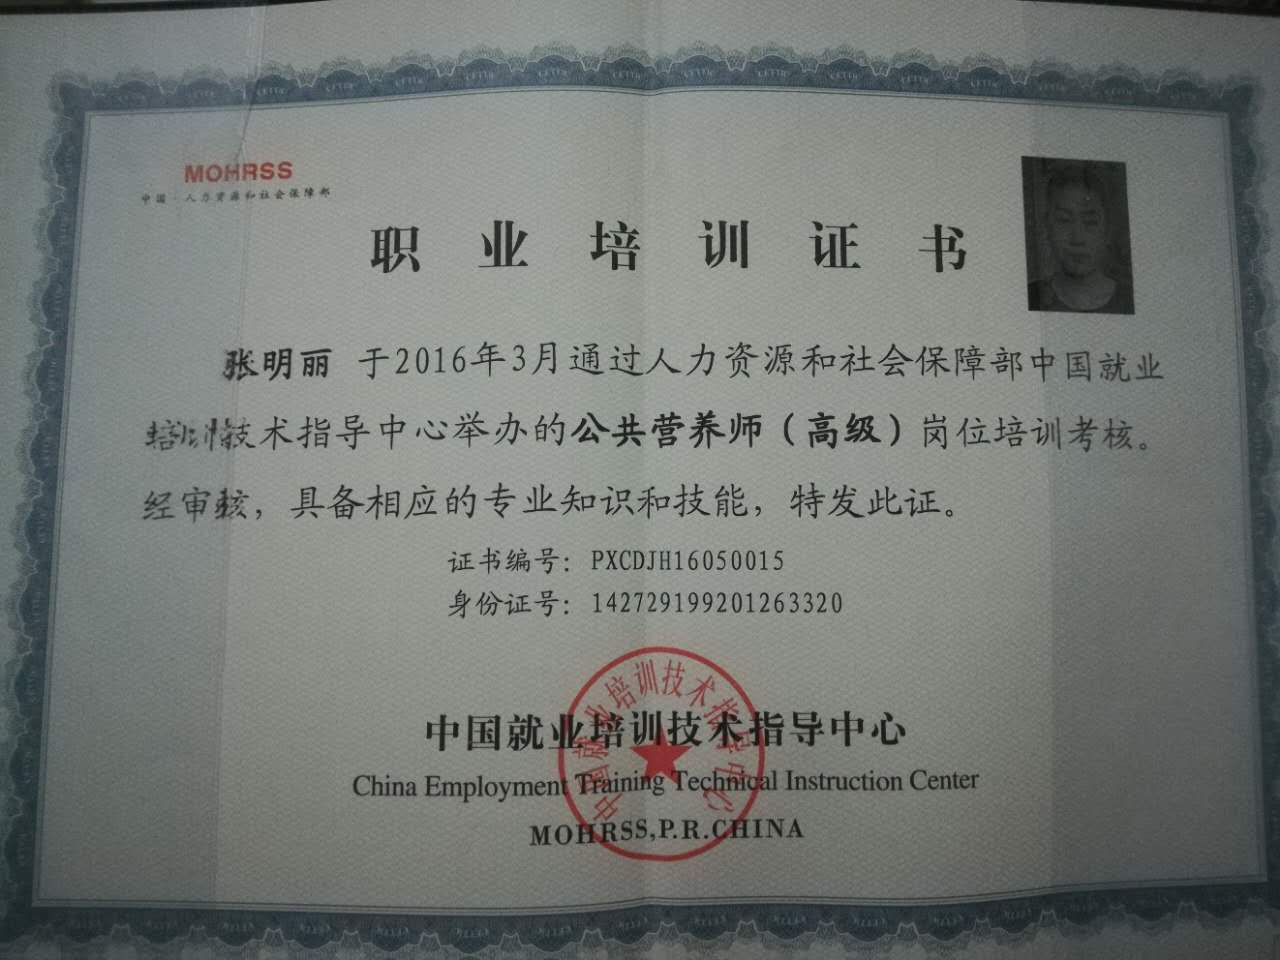 MOHRSS
中国·人力资源和社会保障部
职业培训证书
张明丽 于2016年3月通过人力资源和社会保障部中国就业
培训技术指导中心举办的公共营养师（高级）岗位培训考核。
经审核，具备相应的专业知识和技能，特发此证。
证书编号：PXCDJH16050015
身份证号：142729199201263320
中国就业培训技术指导中心
中国就业培训技术指导中心
China Employment Training Technical Instruction Center
MOHRSS,P.R.CHINA